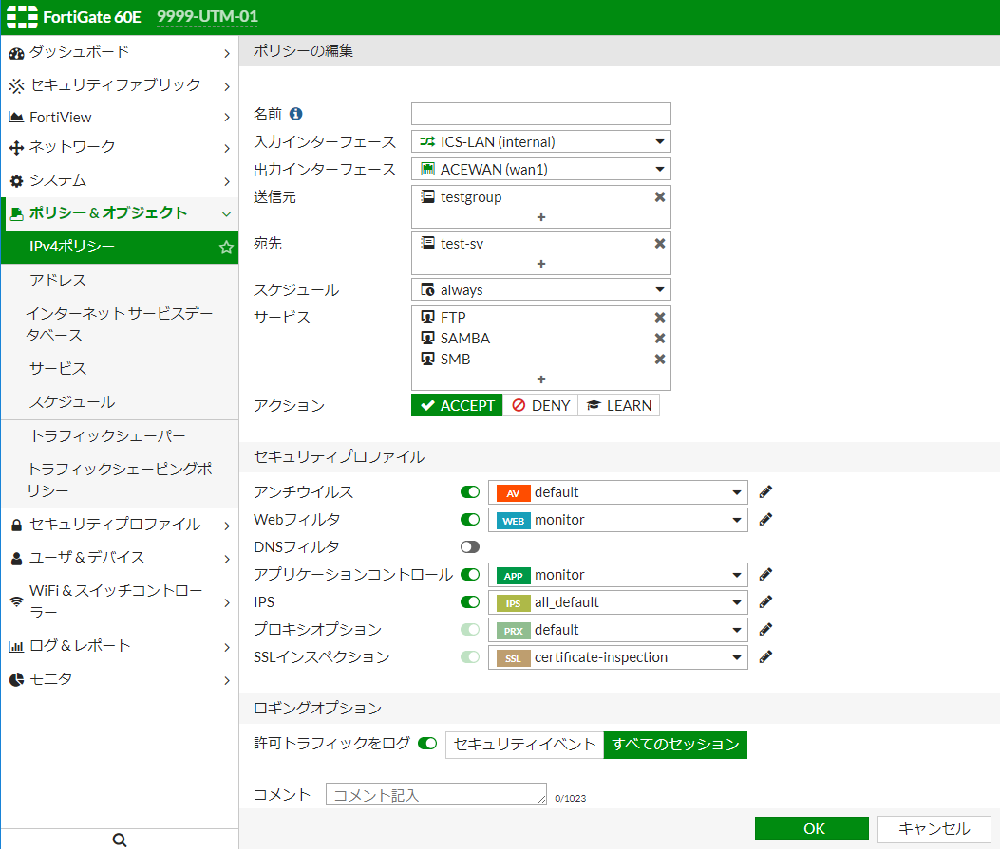 FortiGate 60E 9999-UTM-01
ダッシュボード
セキュリティファブリック
FortiView
ネットワーク
システム
ポリシー＆オブジェクト
IPv4ポリシー
アドレス
インターネット サービスデー
タベース
サービス
スケジュール
トラフィックシェーパー
トラフィックシェーピングポ
リシー
セキュリティプロファイル
ユーザ＆デバイス
WiFi＆スイッチコントロー
ラー
ログ＆レポート
モニタ
ポリシーの編集
名前
入力インターフェース ICS-LAN (internal)
出力インターフェース ACEWAN (wan1)
送信元 testgroup
+
宛先 test-sv
+
スケジュール always
サービス FTP
SAMBA
SMB
+
アクション ACCEPT DENY LEARN
セキュリティプロファイル
アンチウイルス AV default
Webフィルタ WEB monitor
DNSフィルタ
アプリケーションコントロール APP monitor
IPS IPS all_default
プロキシオプション PRX default
SSLインスペクション SSL certificate-inspection
ロギングオプション
許可トラフィックをログ セキュリティイベント すべてのセッション
コメント コメント記入 0/1023
OK キャンセル